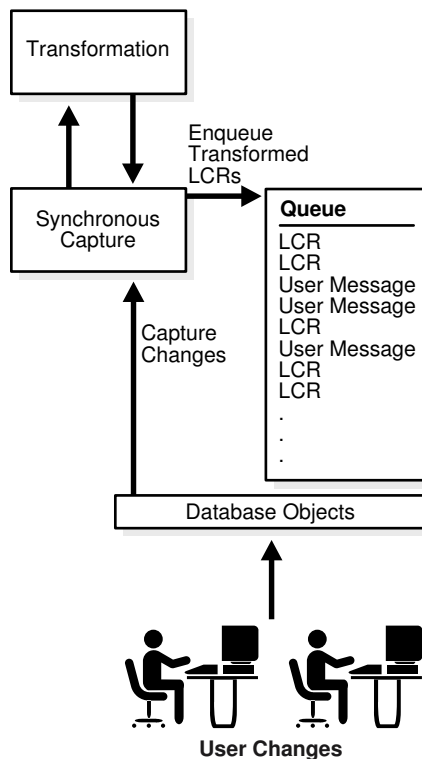 Transformation
Enqueue
Transformed
LCRs
Synchronous
Capture
Queue
LCR
LCR
User Message
User Message
LCR
User Message
LCR
LCR
.
.
.
Capture
Changes
Database Objects
User Changes